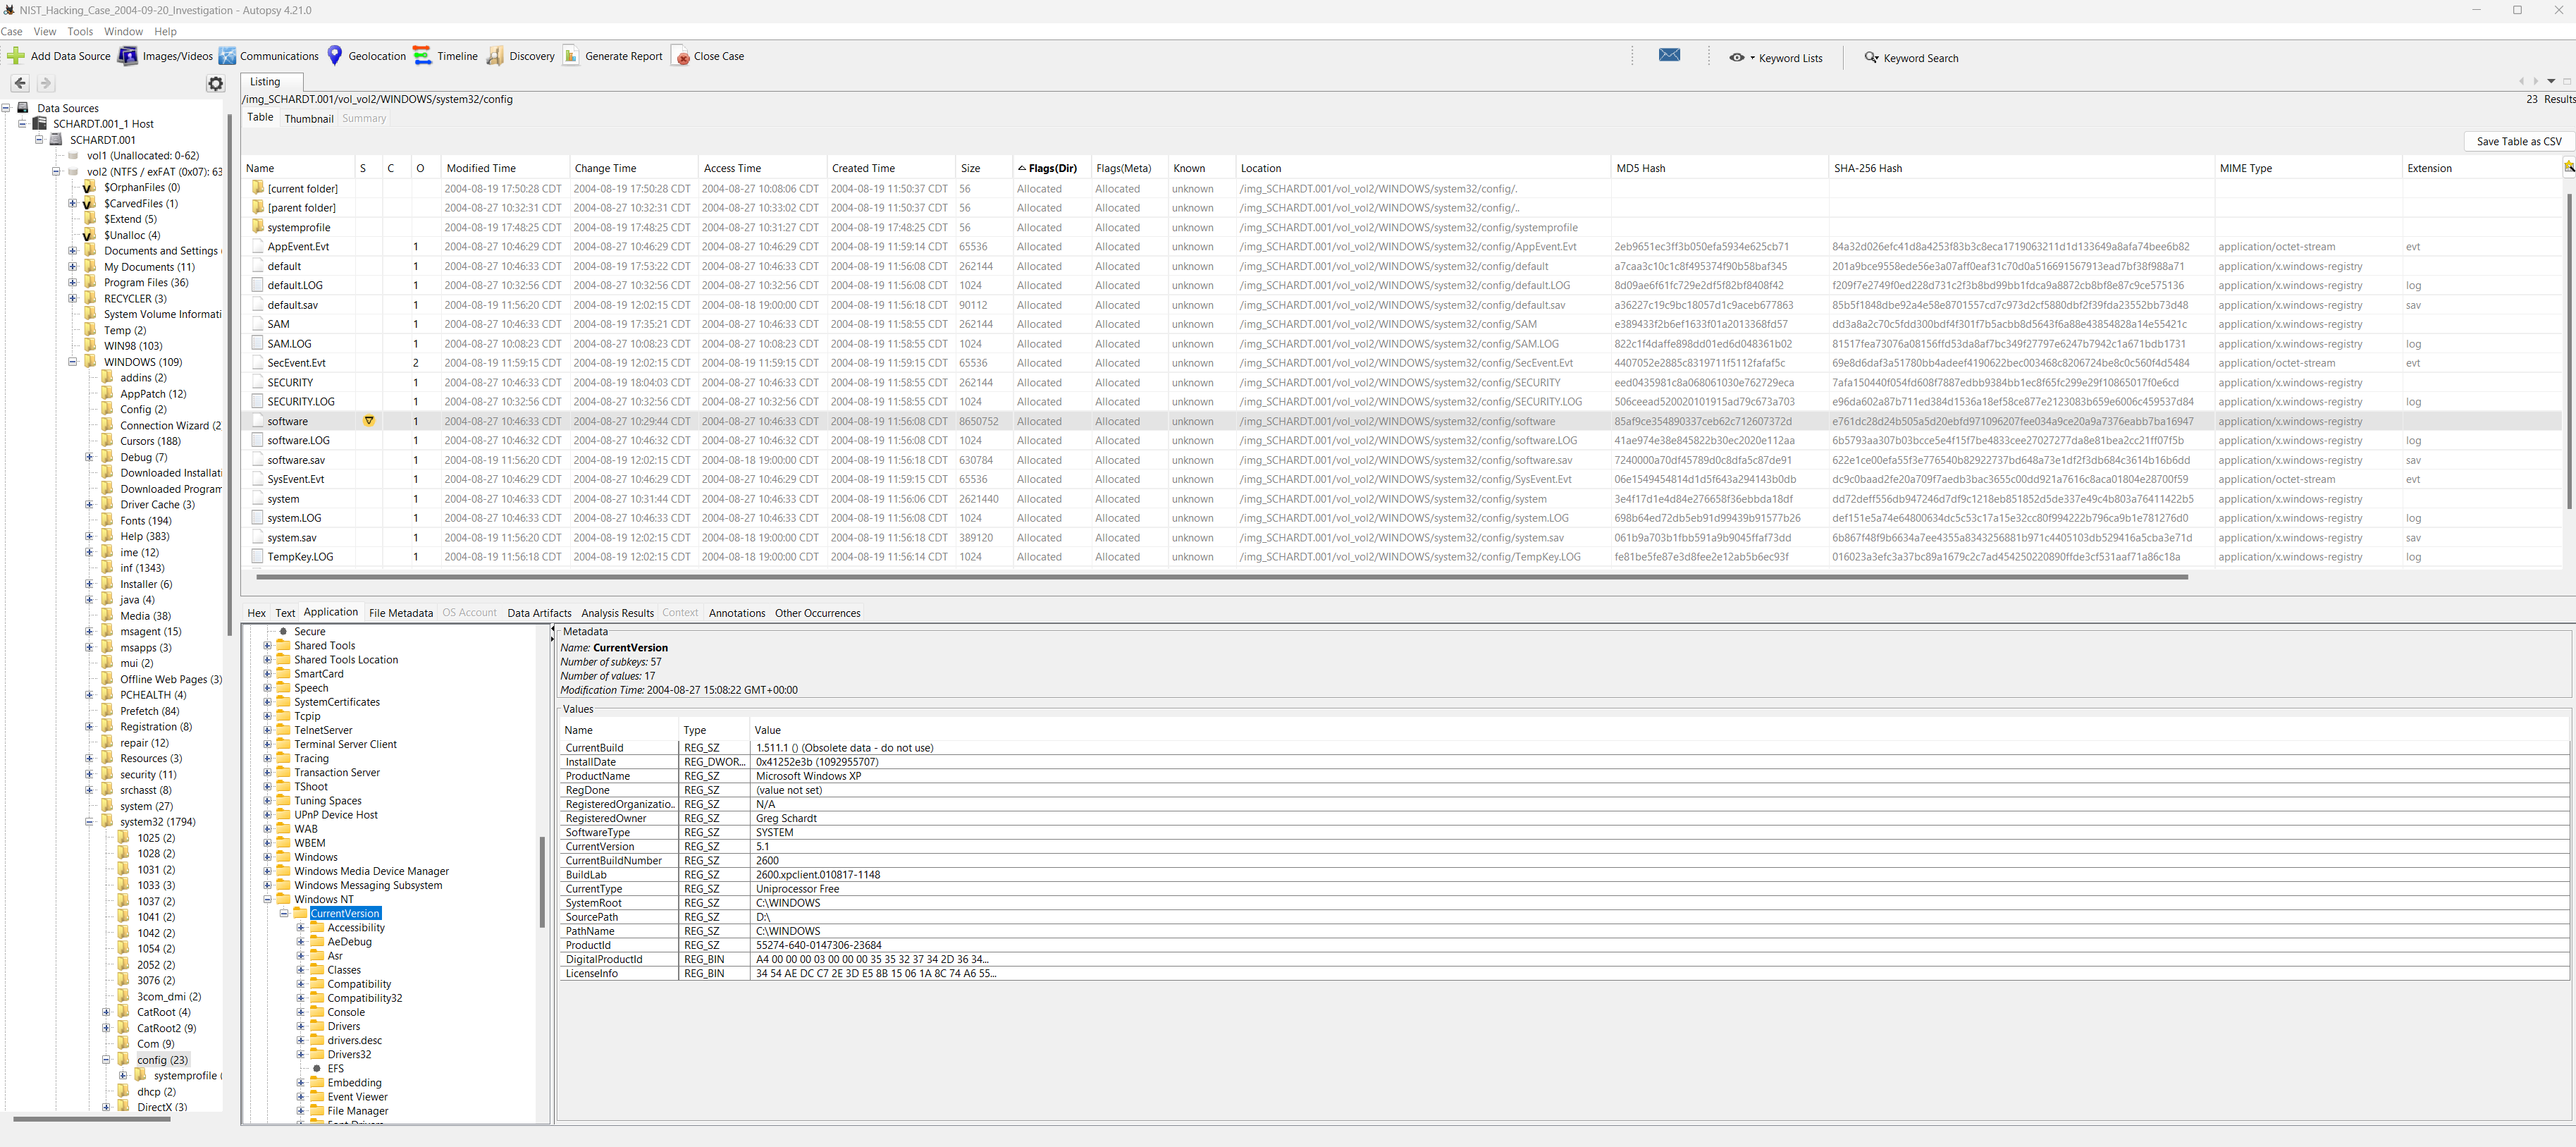 NIST_Hacking_Case_2004-09-20_Investigation - Autopsy 4.21.0
Case View Tools Window Help
Add Data Source Images/Videos Communications Geolocation Timeline Discovery Generate Report Close Case Keyword Lists Keyword Search
Data Sources
SCHARDT.001_1 Host
SCHARDT.001
vol1 (Unallocated: 0-62)
vol2 (NTFS / exFAT (0x07): 63
$OrphanFiles (0)
$CarvedFiles (1)
$Extend (5)
$Unalloc (4)
Documents and Settings
My Documents (11)
Program Files (36)
RECYCLER (3)
System Volume Informati
Temp (2)
WIN98 (103)
WINDOWS (109)
addins (2)
AppPatch (12)
Config (2)
Connection Wizard (2
Cursors (188)
Debug (7)
Downloaded Installat
Downloaded Program
Driver Cache (3)
Fonts (194)
Help (383)
ime (12)
inf (1343)
Installer (6)
java (4)
Media (38)
msagent (15)
msapps (3)
mui (2)
Offline Web Pages (3)
PCHEALTH (4)
Prefetch (84)
Registration (8)
repair (12)
Resources (3)
security (11)
srchasst (8)
system (27)
system32 (1794)
1025 (2)
1028 (2)
1031 (2)
1033 (3)
1037 (2)
1041 (2)
1042 (2)
1054 (2)
2052 (2)
3076 (2)
3com_dmi (2)
CatRoot (4)
CatRoot2 (9)
Com (9)
config (23)
systemprofile (
dhcp (2)
DirectX (3)
Listing
/img_SCHARDT.001/vol_vol2/WINDOWS/system32/config
23 Results
Table Thumbnail Summary
Save Table as CSV
Name S C O Modified Time Change Time Access Time Created Time Size Flags(Dir) Flags(Meta) Known Location MD5 Hash SHA-256 Hash MIME Type Extension
[current folder] 2004-08-19 17:50:28 CDT 2004-08-19 17:50:28 CDT 2004-08-27 10:08:06 CDT 2004-08-19 11:50:37 CDT 56 Allocated Allocated unknown /img_SCHARDT.001/vol_vol2/WINDOWS/system32/config/.
[parent folder] 2004-08-27 10:32:31 CDT 2004-08-27 10:32:31 CDT 2004-08-27 10:33:02 CDT 2004-08-19 11:50:37 CDT 56 Allocated Allocated unknown /img_SCHARDT.001/vol_vol2/WINDOWS/system32/config/..
systemprofile 2004-08-19 17:48:25 CDT 2004-08-19 17:48:25 CDT 2004-08-27 10:31:27 CDT 2004-08-19 17:48:25 CDT 56 Allocated Allocated unknown /img_SCHARDT.001/vol_vol2/WINDOWS/system32/config/systemprofile
AppEvent.Evt 1 2004-08-27 10:46:29 CDT 2004-08-27 10:46:29 CDT 2004-08-27 10:46:29 CDT 2004-08-19 11:59:14 CDT 65536 Allocated Allocated unknown /img_SCHARDT.001/vol_vol2/WINDOWS/system32/config/AppEvent.Evt 2eb9651ec3ff3b050efa5934e625cb71 84a32d026efc41d8a4253f83b3c8eca1719063211d1d133649a8afa74bee6b82 application/octet-stream evt
default 1 2004-08-27 10:46:33 CDT 2004-08-19 17:53:22 CDT 2004-08-27 10:46:33 CDT 2004-08-19 11:56:08 CDT 262144 Allocated Allocated unknown /img_SCHARDT.001/vol_vol2/WINDOWS/system32/config/default a7caa3c10c1c8f495374f90b58baf345 201a9bce9558ede56e3a07aff0eaf31c70d0a516691567913ead7bf38f988a71 application/x.windows-registry
default.LOG 1 2004-08-27 10:32:56 CDT 2004-08-27 10:32:56 CDT 2004-08-27 10:32:56 CDT 2004-08-19 11:56:08 CDT 1024 Allocated Allocated unknown /img_SCHARDT.001/vol_vol2/WINDOWS/system32/config/default.LOG 8d09ae6f61fc729e2df5f82bf8408f42 f209f7e2749f0ed228d731c2f3b8bd99bb1fdca9a8872cb8bf8e87c9ce575136 application/x.windows-registry log
default.sav 1 2004-08-19 11:56:20 CDT 2004-08-19 12:02:15 CDT 2004-08-18 19:00:00 CDT 2004-08-19 11:56:18 CDT 90112 Allocated Allocated unknown /img_SCHARDT.001/vol_vol2/WINDOWS/system32/config/default.sav a36227c19c9bc18057d1c9aceb677863 85b5f1848dbe92a4e58e8701557cd7c973d2cf5880dbf2f39fda23552bb73d48 application/x.windows-registry sav
SAM 1 2004-08-27 10:46:33 CDT 2004-08-19 17:35:21 CDT 2004-08-27 10:46:33 CDT 2004-08-19 11:58:55 CDT 262144 Allocated Allocated unknown /img_SCHARDT.001/vol_vol2/WINDOWS/system32/config/SAM e389433f2b6ef1633f01a2013368fd57 dd3a8a2c70c5fdd300bdf4f301f7b5acbb8d5643f6a88e43854828a14e55421c application/x.windows-registry
SAM.LOG 1 2004-08-27 10:08:23 CDT 2004-08-27 10:08:23 CDT 2004-08-27 10:08:23 CDT 2004-08-19 11:58:55 CDT 1024 Allocated Allocated unknown /img_SCHARDT.001/vol_vol2/WINDOWS/system32/config/SAM.LOG 822c1f4daffe898dd01ed6d048361b02 81517fea73076a08156ffd53da8af7bc349f27797e6247b7942c1a671bdb1731 application/x.windows-registry log
SecEvent.Evt 2 2004-08-19 11:59:15 CDT 2004-08-19 12:02:15 CDT 2004-08-19 11:59:15 CDT 2004-08-19 11:59:15 CDT 65536 Allocated Allocated unknown /img_SCHARDT.001/vol_vol2/WINDOWS/system32/config/SecEvent.Evt 4407052e2885c8319711f5112fafaf5c 69e8d6daf3a51780bb4adeef4190622bec003468c8206724be8c0c560f4d5484 application/octet-stream evt
SECURITY 1 2004-08-27 10:46:33 CDT 2004-08-19 18:04:03 CDT 2004-08-27 10:46:33 CDT 2004-08-19 11:58:55 CDT 262144 Allocated Allocated unknown /img_SCHARDT.001/vol_vol2/WINDOWS/system32/config/SECURITY eed0435981c8a068061030e762729eca 7afa150440f054fd608f7887edbb9384bb1ec8f65fc299e29f10865017f0e6cd application/x.windows-registry
SECURITY.LOG 1 2004-08-27 10:32:56 CDT 2004-08-27 10:32:56 CDT 2004-08-27 10:32:56 CDT 2004-08-19 11:58:55 CDT 1024 Allocated Allocated unknown /img_SCHARDT.001/vol_vol2/WINDOWS/system32/config/SECURITY.LOG 506ceead520020101915ad79c673a703 e96da602a87b711ed384d1536a18ef58ce877e2123083b659e6006c459537d84 application/x.windows-registry log
software 1 2004-08-27 10:46:33 CDT 2004-08-27 10:29:44 CDT 2004-08-27 10:46:33 CDT 2004-08-19 11:56:08 CDT 8650752 Allocated Allocated unknown /img_SCHARDT.001/vol_vol2/WINDOWS/system32/config/software 85af9ce354890337ceb62c712607372d e761dc28d24b505a5d20ebfd971096207fee034a9ce20a9a7376eabb7ba16947 application/x.windows-registry
software.LOG 1 2004-08-27 10:46:32 CDT 2004-08-27 10:46:32 CDT 2004-08-27 10:46:32 CDT 2004-08-19 11:56:08 CDT 1024 Allocated Allocated unknown /img_SCHARDT.001/vol_vol2/WINDOWS/system32/config/software.LOG 41ae974e38e845822b30ec2020e112aa 6b5793aa307b03bcce5e4f15f7be4833cee27027277da8e81bea2cc21ff07f5b application/x.windows-registry log
software.sav 1 2004-08-19 11:56:20 CDT 2004-08-19 12:02:15 CDT 2004-08-18 19:00:00 CDT 2004-08-19 11:56:18 CDT 630784 Allocated Allocated unknown /img_SCHARDT.001/vol_vol2/WINDOWS/system32/config/software.sav 7240000a70df45789d0c8dfa5c87de91 622e1ce00efa55f3e776540b82922737bd648a73e1df2f3db684c3614b16b6dd application/x.windows-registry sav
SysEvent.Evt 1 2004-08-27 10:46:29 CDT 2004-08-27 10:46:29 CDT 2004-08-27 10:46:29 CDT 2004-08-19 11:59:15 CDT 65536 Allocated Allocated unknown /img_SCHARDT.001/vol_vol2/WINDOWS/system32/config/SysEvent.Evt 06e1549454814d1d5f643a294143b0db dc9c0baad2fe20a709f7aedb3bac3655c00dd921a7616c8aca01804e28700f59 application/octet-stream evt
system 1 2004-08-27 10:46:33 CDT 2004-08-27 10:31:44 CDT 2004-08-27 10:46:33 CDT 2004-08-19 11:56:06 CDT 2621440 Allocated Allocated unknown /img_SCHARDT.001/vol_vol2/WINDOWS/system32/config/system 3e4f17d1e4d84e276658f36ebbda18df dd72deff556db947246d7df9c1218eb851852d5de337e49c4b803a76411422b5 application/x.windows-registry
system.LOG 1 2004-08-27 10:46:33 CDT 2004-08-27 10:46:33 CDT 2004-08-27 10:46:33 CDT 2004-08-19 11:56:08 CDT 1024 Allocated Allocated unknown /img_SCHARDT.001/vol_vol2/WINDOWS/system32/config/system.LOG 698b64ed72db5eb91d99439b91577b26 def151e5a74e64800634dc5c53c17a15e32cc80f994222b796ca9b1e781276d0 application/x.windows-registry log
system.sav 1 2004-08-19 11:56:20 CDT 2004-08-19 12:02:15 CDT 2004-08-18 19:00:00 CDT 2004-08-19 11:56:18 CDT 389120 Allocated Allocated unknown /img_SCHARDT.001/vol_vol2/WINDOWS/system32/config/system.sav 061b9a703b1fbb591a9b9045ffaf73dd 6b867f48f9b6634a7ee4355a8343256881b971c4405103db529416a5cba3e71d application/x.windows-registry sav
TempKey.LOG 1 2004-08-19 11:56:18 CDT 2004-08-19 12:02:15 CDT 2004-08-18 19:00:00 CDT 2004-08-19 11:56:14 CDT 1024 Allocated Allocated unknown /img_SCHARDT.001/vol_vol2/WINDOWS/system32/config/TempKey.LOG fe81be5fe87e3d8fee2e12ab5b6ec93f 016023a3efc3a37bc89a1679c2c7ad454250220890ffde3cf531aaf71a86c18a application/x.windows-registry log
Hex Text Application File Metadata OS Account Data Artifacts Analysis Results Context Annotations Other Occurrences
Secure
Shared Tools
Shared Tools Location
SmartCard
Speech
SystemCertificates
Tcpip
TelnetServer
Terminal Server Client
Tracing
Transaction Server
TShoot
Tuning Spaces
UPnP Device Host
WAB
WBEM
Windows
Windows Media Device Manager
Windows Messaging Subsystem
Windows NT
CurrentVersion
Accessibility
AeDebug
Asr
Classes
Compatibility
Compatibility32
Console
Drivers
drivers.desc
Drivers32
EFS
Embedding
Event Viewer
File Manager
Metadata
Name: CurrentVersion
Number of subkeys: 57
Number of values: 17
Modification Time: 2004-08-27 15:08:22 GMT+00:00
Values
Name Type Value
CurrentBuild REG_SZ 1.511.1 () (Obsolete data - do not use)
InstallDate REG_DWOR... 0x41252e3b (1092955707)
ProductName REG_SZ Microsoft Windows XP
RegDone REG_SZ (value not set)
RegisteredOrganizatio.. REG_SZ N/A
RegisteredOwner REG_SZ Greg Schardt
SoftwareType REG_SZ SYSTEM
CurrentVersion REG_SZ 5.1
CurrentBuildNumber REG_SZ 2600
BuildLab REG_SZ 2600.xpclient.010817-1148
CurrentType REG_SZ Uniprocessor Free
SystemRoot REG_SZ C:\WINDOWS
SourcePath REG_SZ D:\
PathName REG_SZ C:\WINDOWS
ProductId REG_SZ 55274-640-0147306-23684
DigitalProductId REG_BIN A4 00 00 00 03 00 00 00 35 35 32 37 34 2D 36 34...
LicenseInfo REG_BIN 34 54 AE DC C7 2E 3D E5 8B 15 06 1A 8C 74 A6 55...